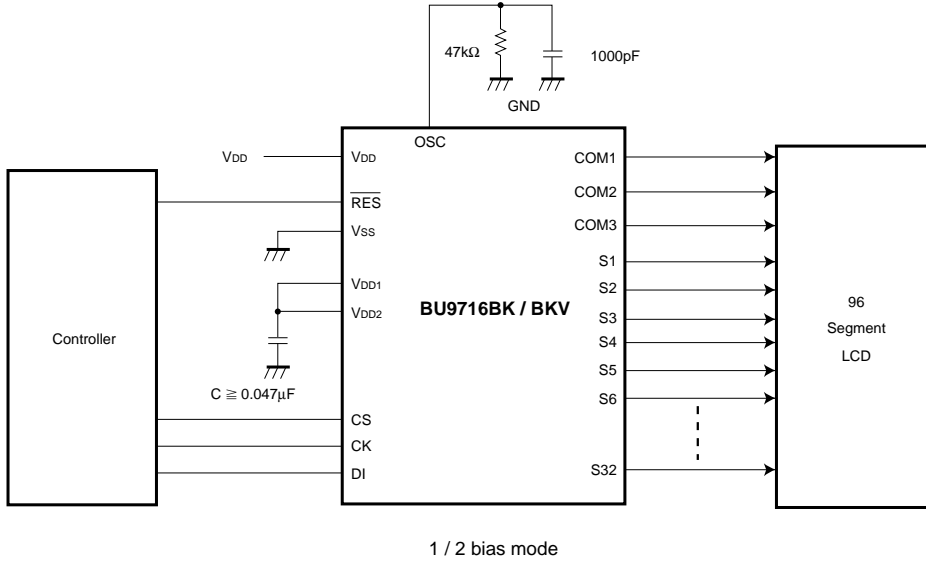 47kΩ
1000pF
GND
OSC
VDD
VDD
RES
VSS
VDD1
VDD2
C ≧ 0.047μF
CS
CK
DI
Controller
BU9716BK / BKV
COM1
COM2
COM3
S1
S2
S3
S4
S5
S6
S32
96
Segment
LCD
1 / 2 bias mode